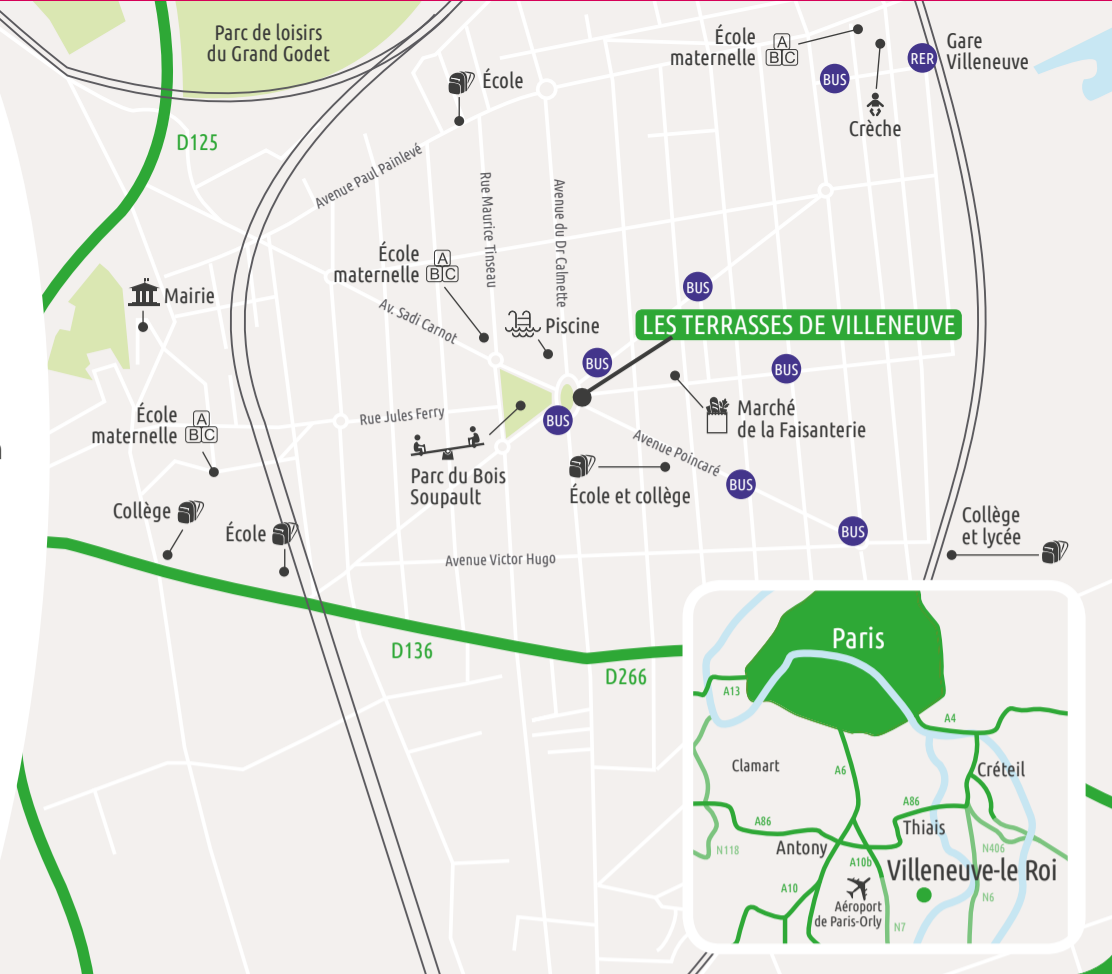 Parc de loisirs
du Grand Godet
École
maternelle
A
BC
BUS
RER
Gare
Villeneuve
École
Crèche
D125
Avenue Paul Painlevé
Rue Maurice Tinseau
Avenue du Dr Calmette
École
maternelle
A
BC
Mairie
BUS
Av. Sadi Carnot
Piscine
LES TERRASSES DE VILLENEUVE
BUS
BUS
Rue Jules Ferry
BUS
Marché
de la Faisanterie
École
maternelle
A
BC
Parc du Bois
Soupault
Avenue Poincaré
École et collège
BUS
Collège
École
BUS
Collège
et lycée
Avenue Victor Hugo
D136
D266
Paris
A13
A4
Clamart
A6
Créteil
A86
A86
Thiais
N118
Antony
A10b
N406
Villeneuve-le Roi
A10
Aéroport
de Paris-Orly
N6
N7